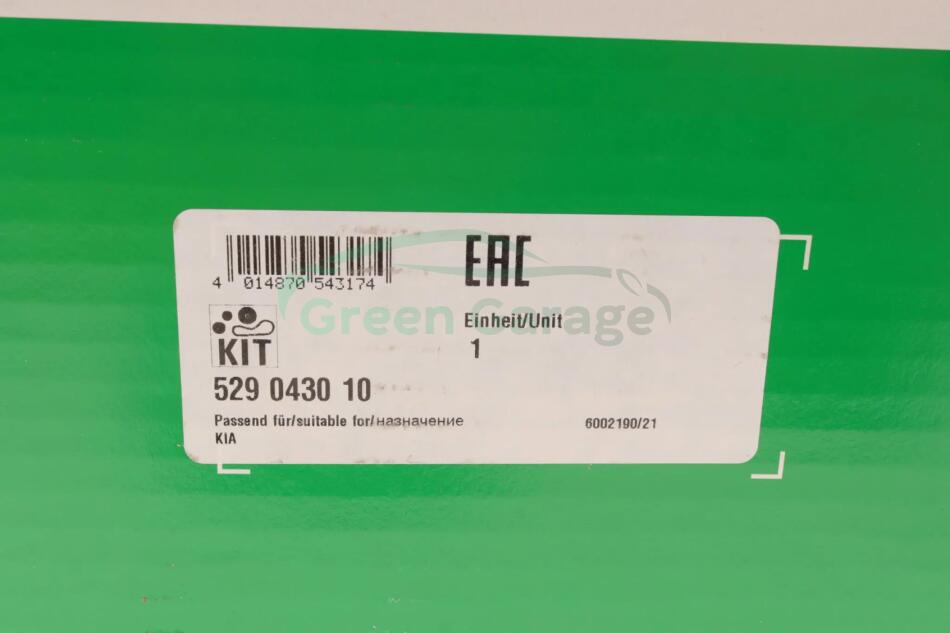 4 014870 543174
EAC
KIT
Green Garage
Einheit/Unit
1
529 0430 10
Passend für/suitable for/назначение
KIA
6002190/21